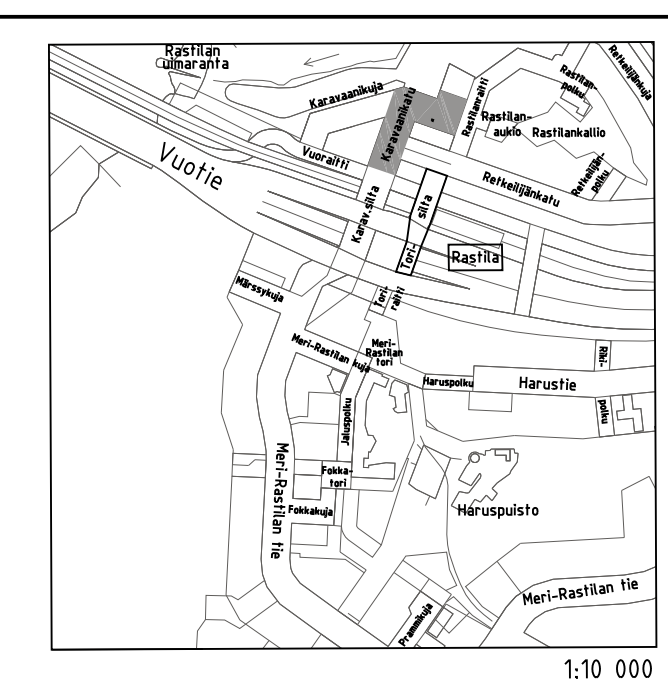 Rastilan
uimaranta
Karavaanikuja
Karavaanikatu
Rastilanraitti
Rastilan-
polku
Retkeilijänkuja
Rastilan-
aukio
Rastilankallio
Vuotie
Vuoraitti
Retkeilijänkatu
Retkeilijän-
polku
Karav.silta
Tori-
silta
Rastila
Märssykuja
Tori-
raitti
Meri-Rastilan kuja
Meri-
Rastilan
tori
Haruspolku
Harustie
Riki-
polku
Jaluspolku
Meri-Rastilan tie
Fokka-
tori
Fokkakuja
Haruspuisto
Prammikuja
Meri-Rastilan tie
1:10 000